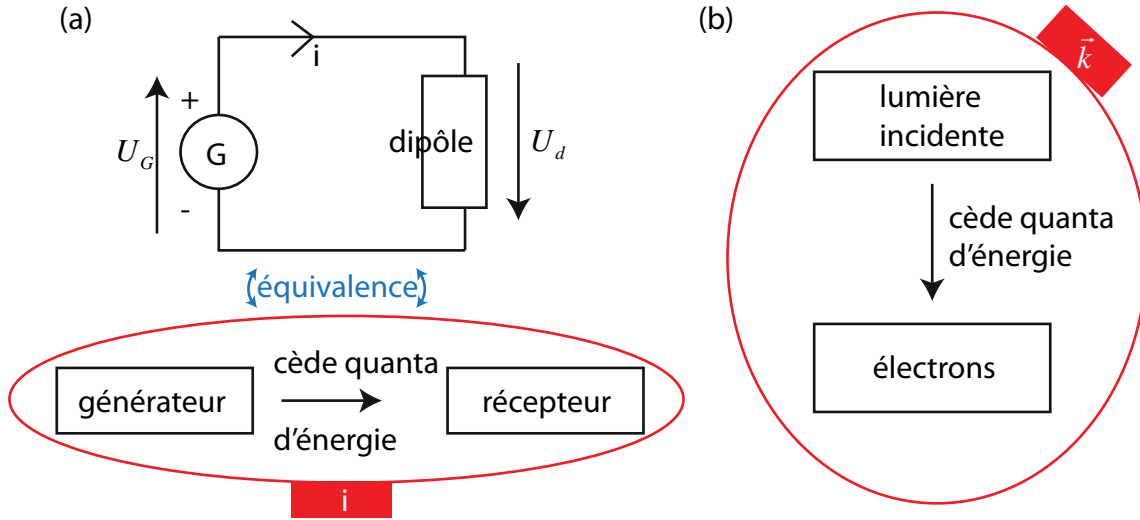 (a)
i
+
U_G
G
-
dipôle
U_d
équivalence
générateur
cède quanta
d'énergie
récepteur
i
(b)
k⃗
lumière
incidente
cède quanta
d'énergie
électrons